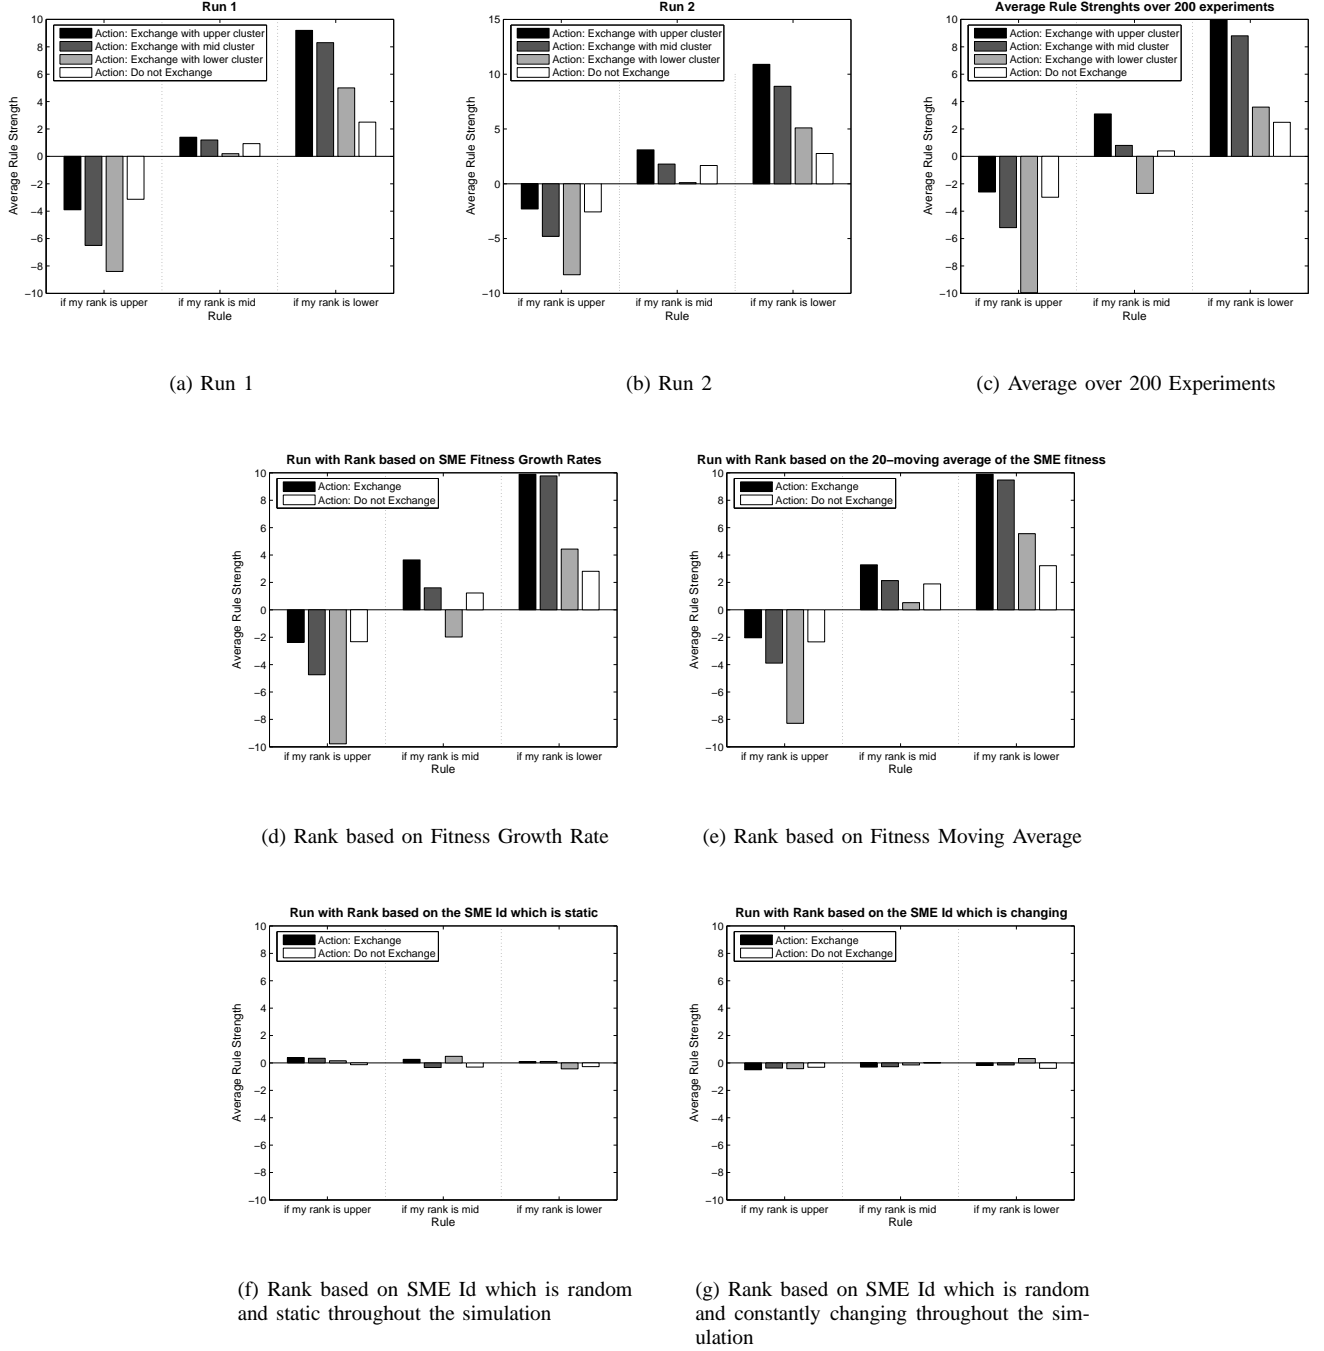 Run 1
10
8
6
4
2
0
−2
−4
−6
−8
−10
Average Rule Strength
Action: Exchange with upper cluster
Action: Exchange with mid cluster
Action: Exchange with lower cluster
Action: Do not Exchange
if my rank is upper
if my rank is mid
if my rank is lower
Rule
(a) Run 1
Run 2
15
10
5
0
−5
−10
Average Rule Strength
Action: Exchange with upper cluster
Action: Exchange with mid cluster
Action: Exchange with lower cluster
Action: Do not Exchange
if my rank is upper
if my rank is mid
if my rank is lower
Rule
(b) Run 2
Average Rule Strenghts over 200 experiments
10
8
6
4
2
0
−2
−4
−6
−8
−10
Average Rule Strength
Action: Exchange with upper cluster
Action: Exchange with mid cluster
Action: Exchange with lower cluster
Action: Do not Exchange
if my rank is upper
if my rank is mid
if my rank is lower
Rule
(c) Average over 200 Experiments
Run with Rank based on SME Fitness Growth Rates
10
8
6
4
2
0
−2
−4
−6
−8
−10
Average Rule Strength
Action: Exchange
Action: Do not Exchange
if my rank is upper
if my rank is mid
if my rank is lower
Rule
(d) Rank based on Fitness Growth Rate
Run with Rank based on the 20−moving average of the SME fitness
10
8
6
4
2
0
−2
−4
−6
−8
−10
Average Rule Strength
Action: Exchange
Action: Do not Exchange
if my rank is upper
if my rank is mid
if my rank is lower
Rule
(e) Rank based on Fitness Moving Average
Run with Rank based on the SME Id which is static
10
8
6
4
2
0
−2
−4
−6
−8
−10
Average Rule Strength
Action: Exchange
Action: Do not Exchange
if my rank is upper
if my rank is mid
if my rank is lower
Rule
(f) Rank based on SME Id which is random
and static throughout the simulation
Run with Rank based on the SME Id which is changing
10
8
6
4
2
0
−2
−4
−6
−8
−10
Average Rule Strength
Action: Exchange
Action: Do not Exchange
if my rank is upper
if my rank is mid
if my rank is lower
Rule
(g) Rank based on SME Id which is random
and constantly changing throughout the sim-
ulation